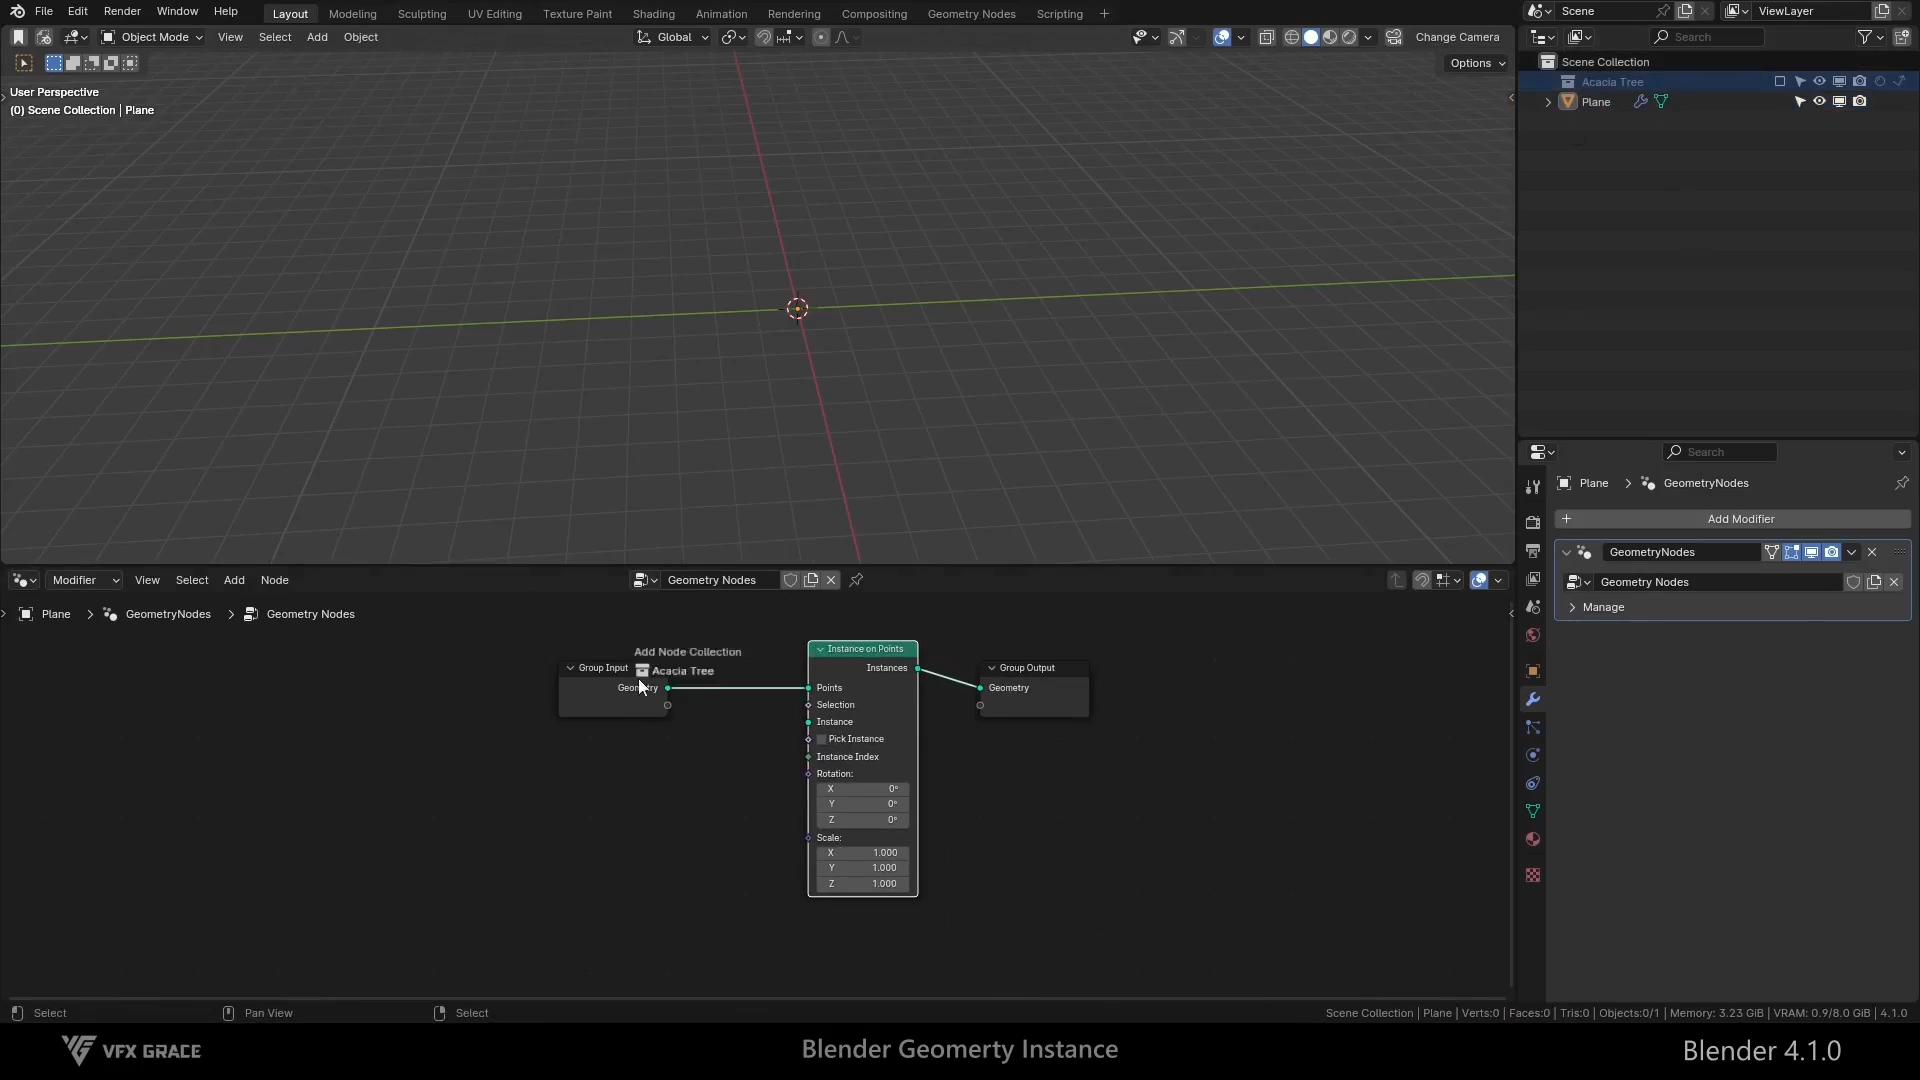 File Edit Render Window Help Layout Modeling Sculpting UV Editing Texture Paint Shading Animation Rendering Compositing Geometry Nodes Scripting + Scene ViewLayer
Object Mode View Select Add Object Global Change Camera Search
Options
User Perspective
(0) Scene Collection | Plane
Scene Collection
Acacia Tree
Plane
Search
Plane > GeometryNodes
+ Add Modifier
GeometryNodes
Geometry Nodes
Manage
Modifier View Select Add Node Geometry Nodes
Plane > GeometryNodes > Geometry Nodes
Add Node Collection
Acacia Tree
Group Input
Geometry
Instance on Points
Instances
Points
Selection
Instance
Pick Instance
Instance Index
Rotation:
X 0°
Y 0°
Z 0°
Scale:
X 1.000
Y 1.000
Z 1.000
Group Output
Geometry
Select Pan View Select Scene Collection | Plane | Verts:0 | Faces:0 | Tris:0 | Objects:0/1 | Memory: 3.23 GiB | VRAM: 0.9/8.0 GiB | 4.1.0
VFX GRACE
Blender Geomerty Instance
Blender 4.1.0